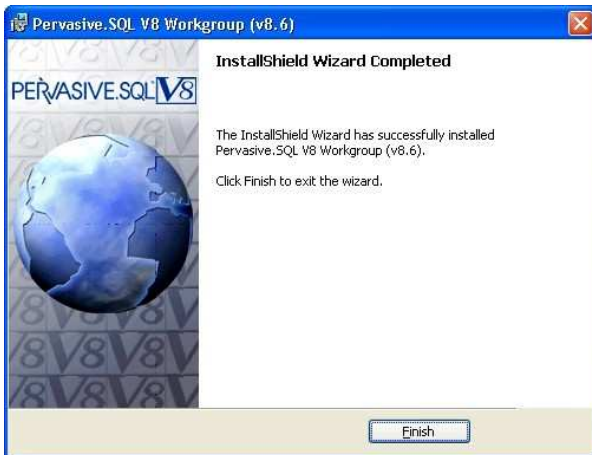 Pervasive.SQL V8 Workgroup (v8.6)
PERVASIVE.SQL V8
InstallShield Wizard Completed
The InstallShield Wizard has successfully installed
Pervasive.SQL V8 Workgroup (v8.6).
Click Finish to exit the wizard.
Finish